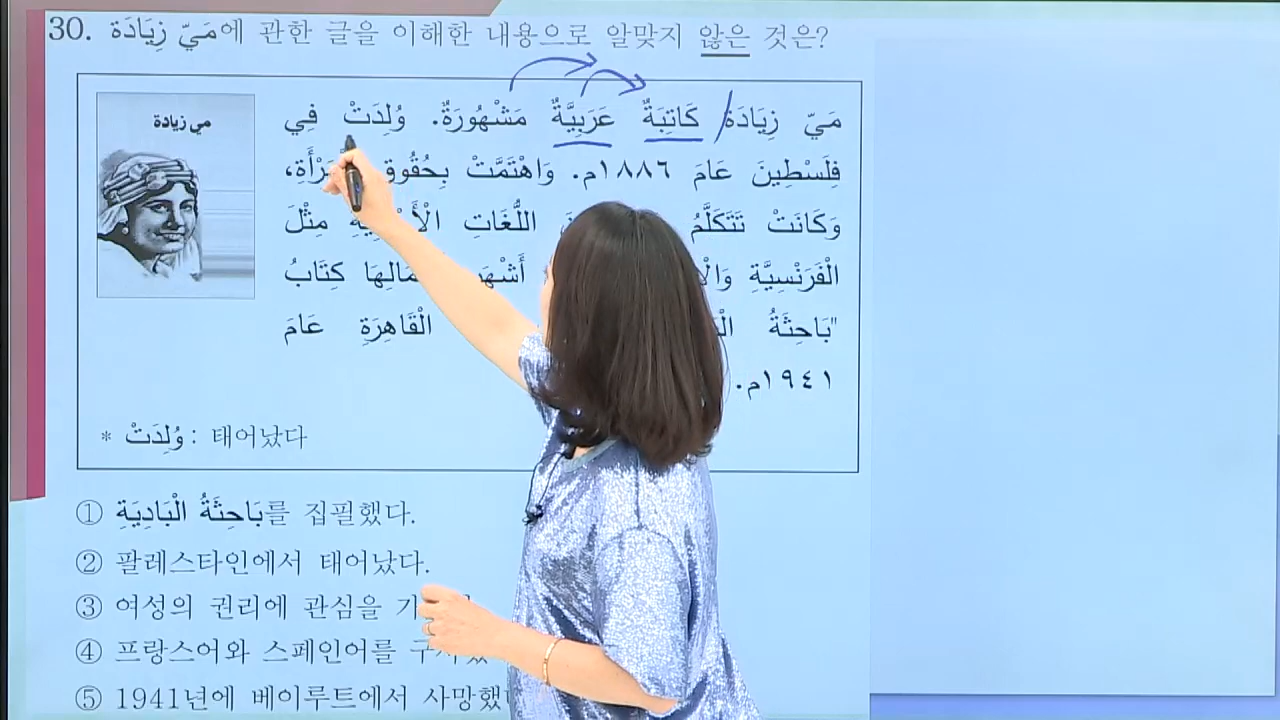 30. مَيّ زِيَادَة에 관한 글을 이해한 내용으로 알맞지 않은 것은?
مي زيادة
مَيّ زِيَادَة كَاتِبَةٌ عَرَبِيَّةٌ مَشْهُورَةٌ. وُلِدَتْ فِي
فِلَسْطِينَ عَامَ ١٨٨٦م. وَاهْتَمَّتْ بِحُقُوقِ
وَكَانَتْ تَتَكَلَّمُ اللُّغَاتِ مِثْلَ
الْفَرَنْسِيَّةِ أَشْهَرِ كِتَابُ
"بَاحِثَةُ الْقَاهِرَةِ عَامَ
١٩٤١م.
* وُلِدَتْ : 태어났다
① بَاحِثَةُ الْبَادِيَةِ를 집필했다.
② 팔레스타인에서 태어났다.
③ 여성의 권리에 관심을
④ 프랑스어와 스페인어를
⑤ 1941년에 베이루트에서 사망했